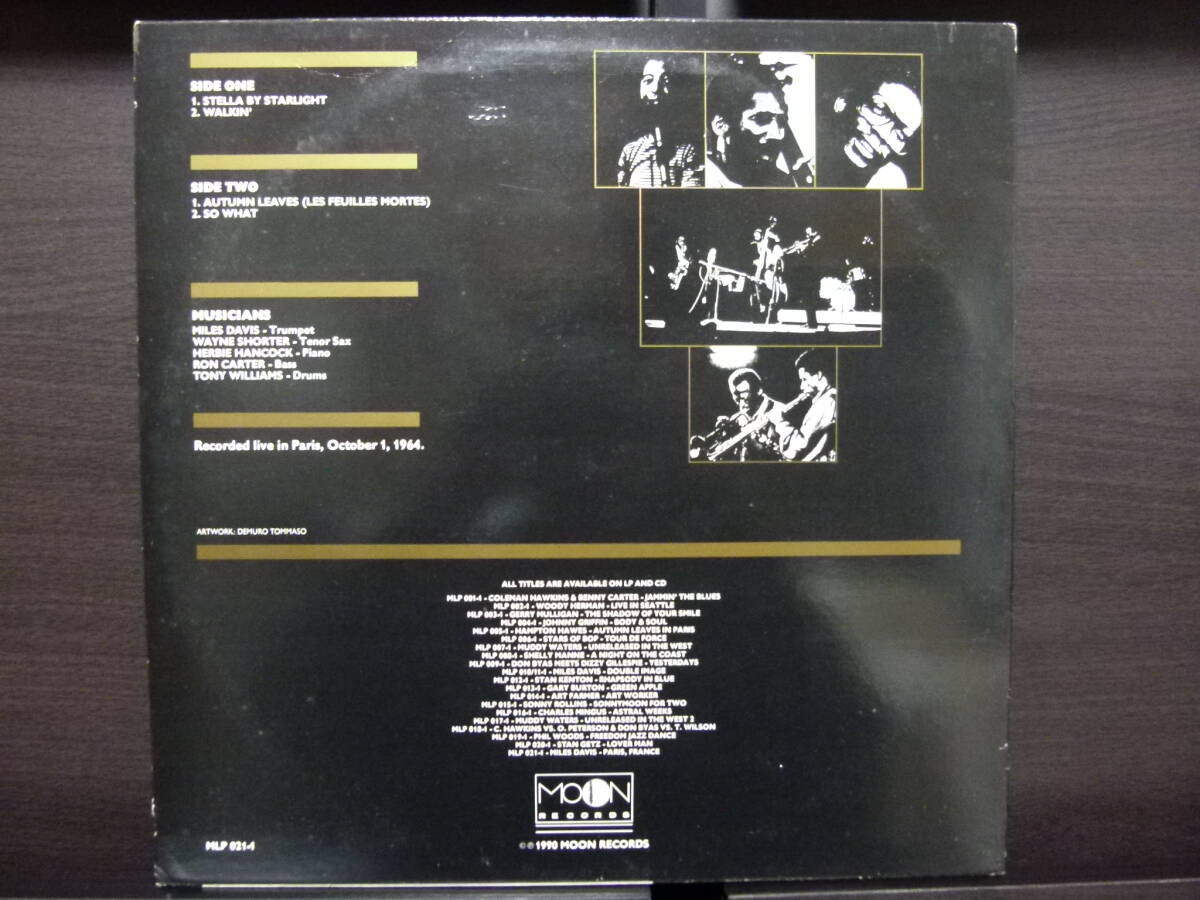 SIDE ONE
1. STELLA BY STARLIGHT
2. WALKIN'
SIDE TWO
1. AUTUMN LEAVES (LES FEUILLES MORTES)
2. SO WHAT
MUSICIANS
MILES DAVIS - Trumpet
WAYNE SHORTER - Tenor Sax
HERBIE HANCOCK - Piano
RON CARTER - Bass
TONY WILLIAMS - Drums
Recorded live in Paris, October 1, 1964.
ARTWORK: DEMURO TOMMASO
ALL TITLES ARE AVAILABLE ON LP AND CD
MLP 001-1 - COLEMAN HAWKINS & BENNY CARTER - JAMMIN' THE BLUES
MLP 002-1 - WOODY HERMAN - LIVE IN SEATTLE
MLP 003-1 - GERRY MULLIGAN - THE SHADOW OF YOUR SMILE
MLP 004-1 - JOHNNY GRIFFIN - BODY & SOUL
MLP 005-1 - HAMPTON HAWES - AUTUMN LEAVES IN PARIS
MLP 006-1 - STARS OF BOP - TOUR DE FORCE
MLP 007-1 - MUDDY WATERS - UNRELEASED IN THE WEST
MLP 008-1 - SHELLY MANNE - A NIGHT ON THE COAST
MLP 009-1 - DON BYAS MEETS DIZZY GILLESPIE - YESTERDAYS
MLP 010/11-1 - MILES DAVIS - DOUBLE IMAGE
MLP 012-1 - STAN KENTON - RHAPSODY IN BLUE
MLP 013-1 - GARY BURTON - GREEN APPLE
MLP 014-1 - ART FARMER - ART WORKER
MLP 015-1 - SONNY ROLLINS - SONNYMOON FOR TWO
MLP 016-1 - CHARLES MINGUS - ASTRAL WEEKS
MLP 017-1 - MUDDY WATERS - UNRELEASED IN THE WEST 2
MLP 018-1 - C. HAWKINS VS. O. PETERSON & DON BYAS VS. T. WILSON
MLP 019-1 - PHIL WOODS - FREEDOM JAZZ DANCE
MLP 020-1 - STAN GETZ - LOVER MAN
MLP 021-1 - MILES DAVIS - PARIS, FRANCE
MOON
RECORDS
MLP 021-1
©℗1990 MOON RECORDS